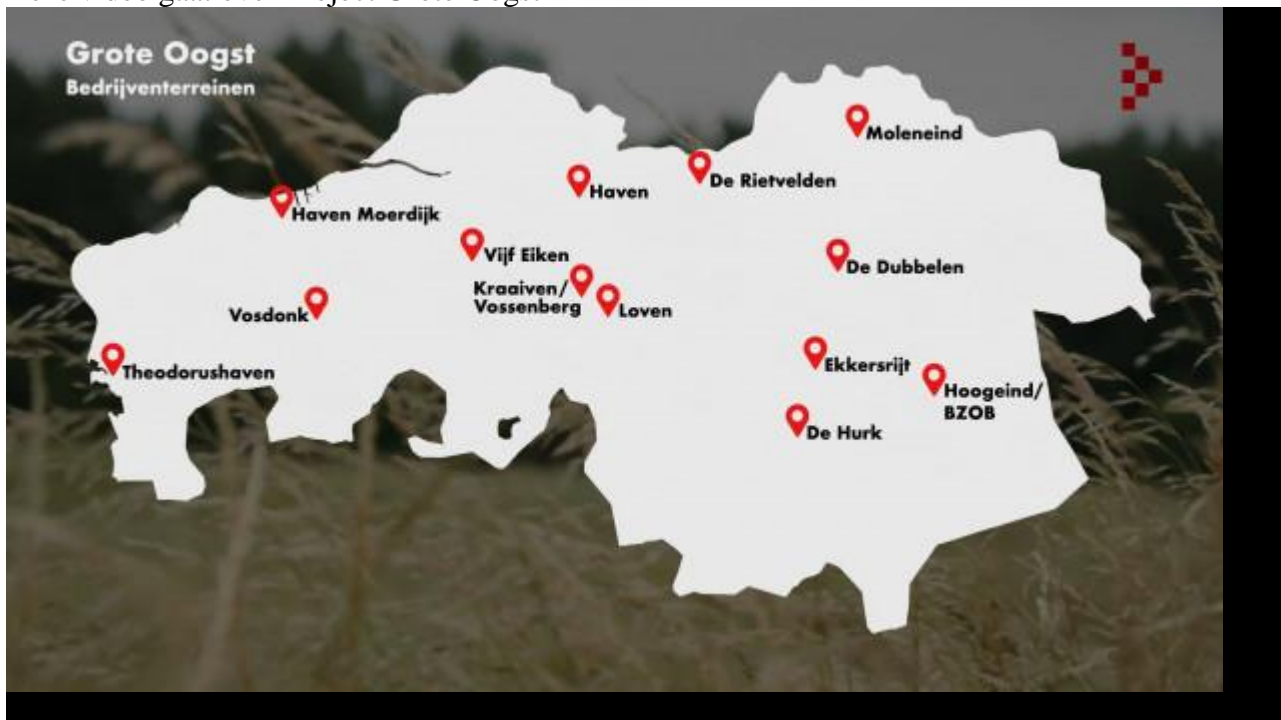 Grote Oogst
Bedrijventerreinen
Moleneind
De Rietvelden
Haven
Haven Moerdijk
Vijf Eiken
De Dubbelen
Kraaiven/
Vossenberg
Loven
Vosdonk
Ekkersrijt
Theodorushaven
Hoogeind/
BZOB
De Hurk